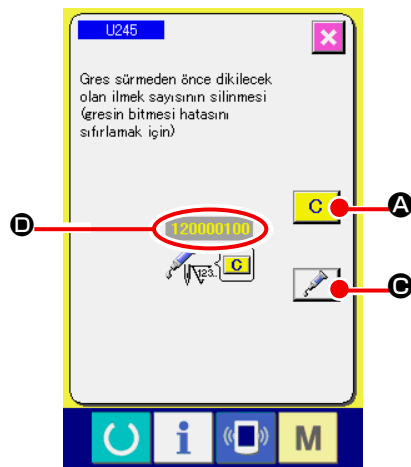 U245
Gres sürmeden önce dikilecek
olan ilmek sayısının silinmesi
(gresin bitmesi hatasını
sıfırlamak için)
C
A
D
120000100
123..
C
C
i
M